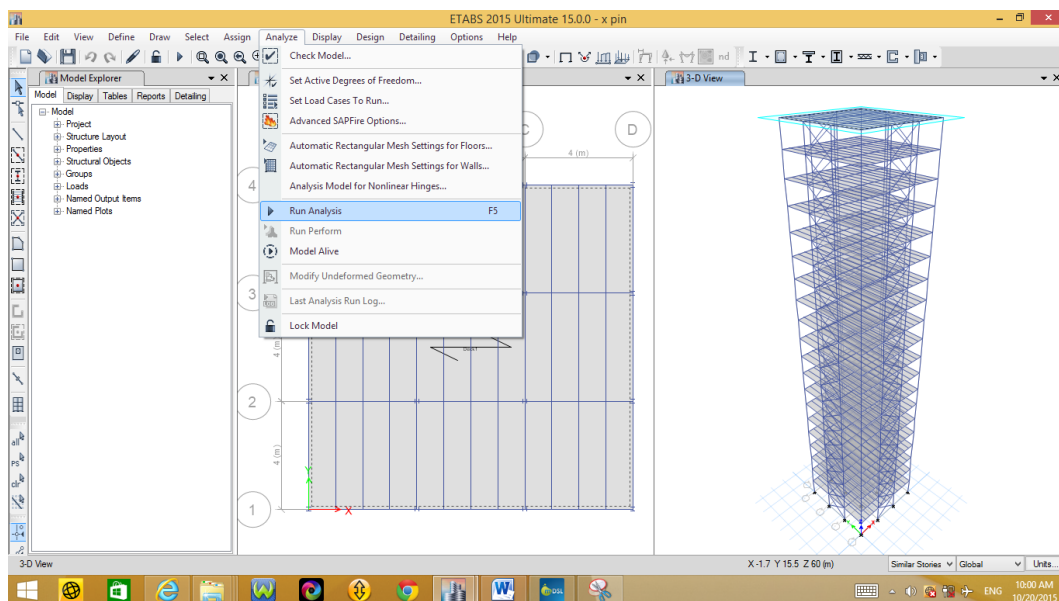 ETABS 2015 Ultimate 15.0.0 - x pin
File Edit View Define Draw Select Assign Analyze Display Design Detailing Options Help
nd
Model Explorer
Model Display Tables Reports Detailing
Model
Project
Structure Layout
Properties
Structural Objects
Groups
Loads
Named Output Items
Named Plots
Check Model...
Set Active Degrees of Freedom...
Set Load Cases To Run...
Advanced SAPFire Options...
Automatic Rectangular Mesh Settings for Floors...
Automatic Rectangular Mesh Settings for Walls...
Analysis Model for Nonlinear Hinges...
Run Analysis F5
Run Perform
Model Alive
Modify Undeformed Geometry...
Last Analysis Run Log...
Lock Model
C
D
4 (m)
4
3
4 (m)
2
4 (m)
1
Y
X
3-D View
all
PS
clr
3-D View
X -1.7 Y 15.5 Z 60 (m)
Similar Stories
Global
Units...
DSL
ENG
10:00 AM
10/20/2015